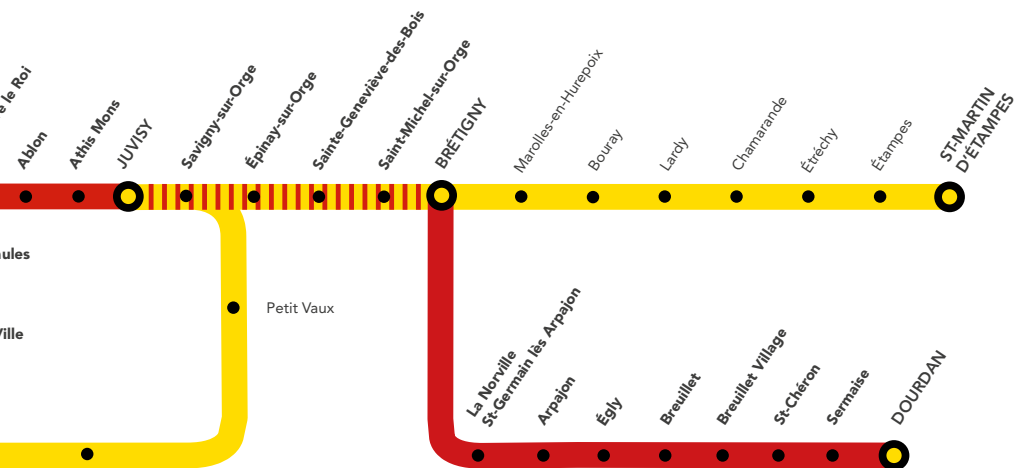 le Roi
Ablon
Athis Mons
JUVISY
Savigny-sur-Orge
Épinay-sur-Orge
Sainte-Geneviève-des-Bois
Saint-Michel-sur-Orge
BRÉTIGNY
Marolles-en-Hurepoix
Bouray
Lardy
Chamarande
Étréchy
Étampes
ST-MARTIN
D'ÉTAMPES
Petit Vaux
La Norville
St-Germain lès Arpajon
Arpajon
Égly
Breuillet
Breuillet Village
St-Chéron
Sermaise
DOURDAN